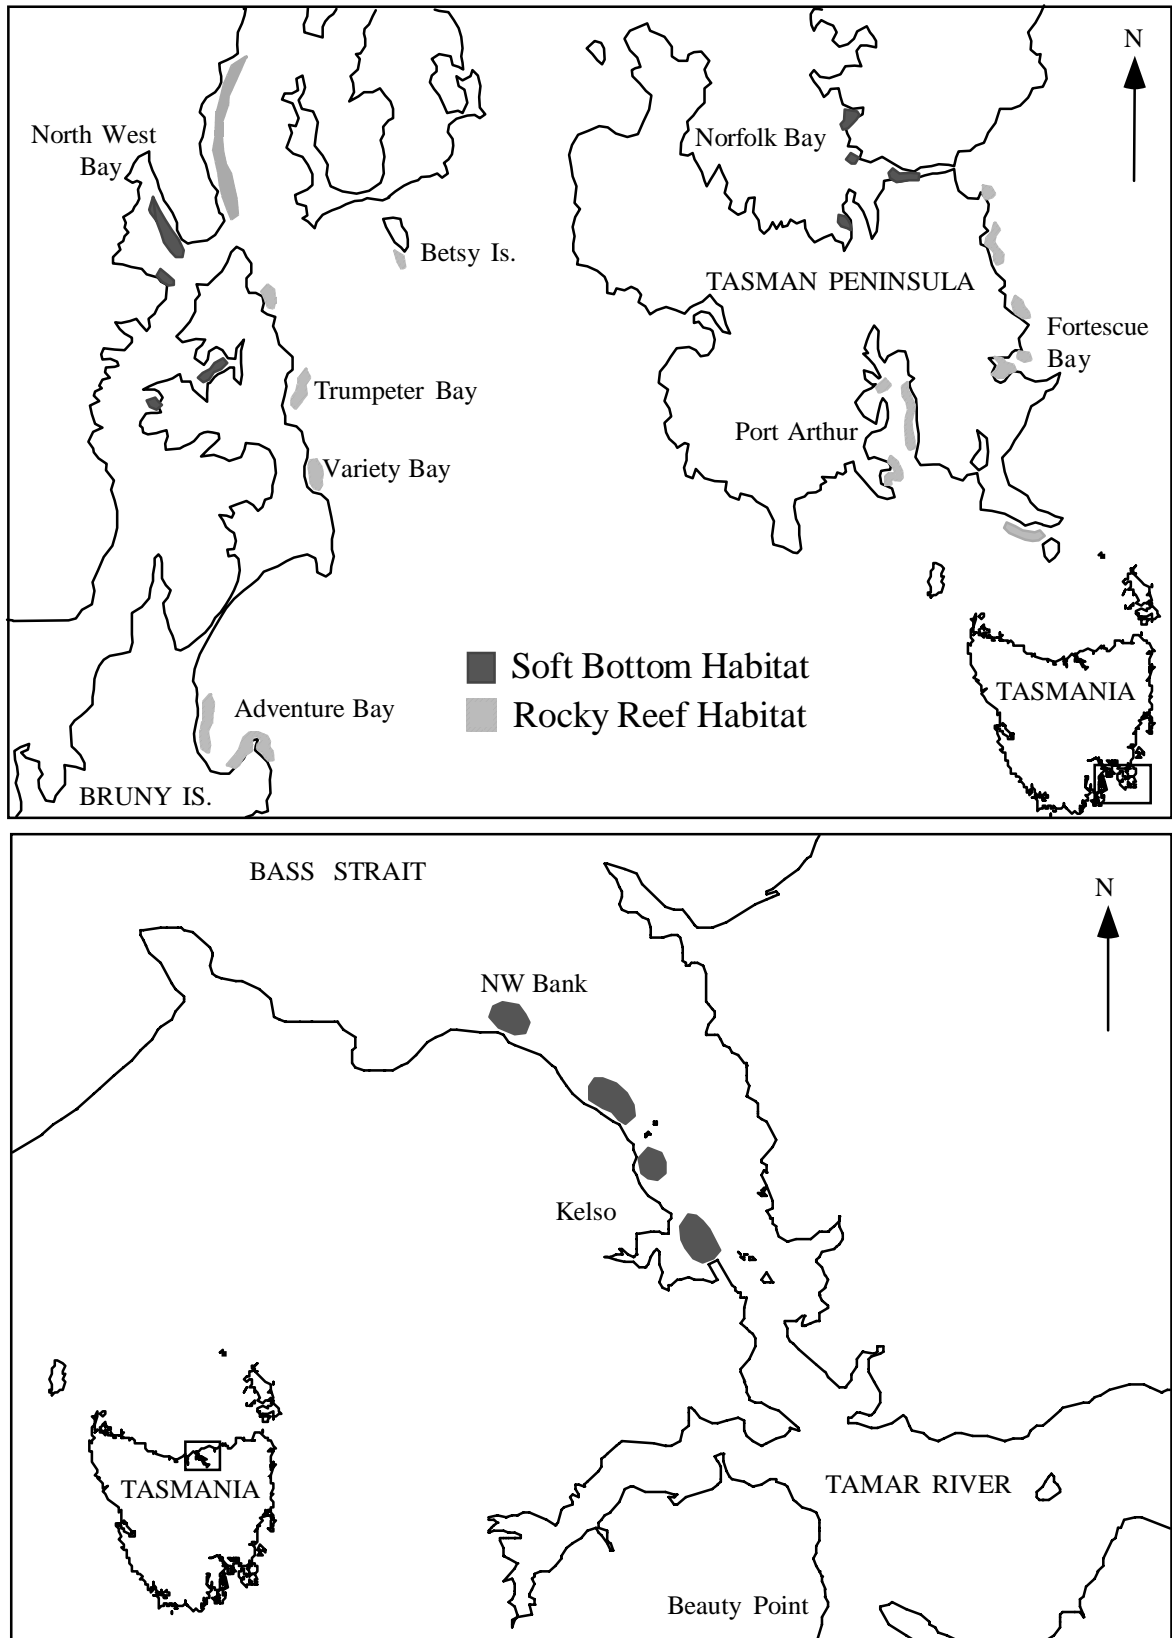 N
North West
Bay
Norfolk Bay
Betsy Is.
TASMAN PENINSULA
Fortescue
Bay
Trumpeter Bay
Port Arthur
Variety Bay
Soft Bottom Habitat
Rocky Reef Habitat
TASMANIA
Adventure Bay
BRUNY IS.
BASS STRAIT
N
NW Bank
Kelso
TASMANIA
TAMAR RIVER
Beauty Point